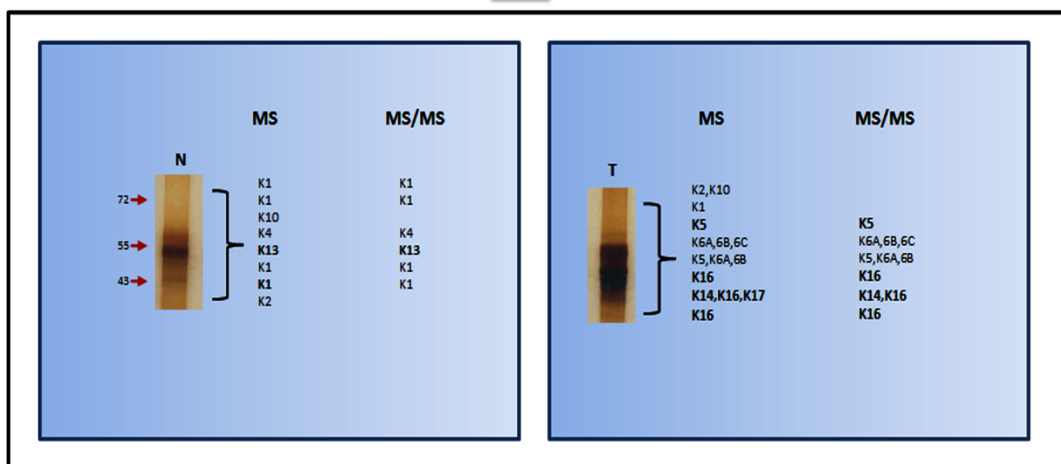 MS MS/MS
N
K1 K1
72 K1 K1
K10
K4 K4
55 K13 K13
K1 K1
43 K1 K1
K2
MS MS/MS
T
K2,K10
K1
K5 K5
K6A,6B,6C K6A,6B,6C
K5,K6A,6B K5,K6A,6B
K16 K16
K14,K16,K17 K14,K16
K16 K16